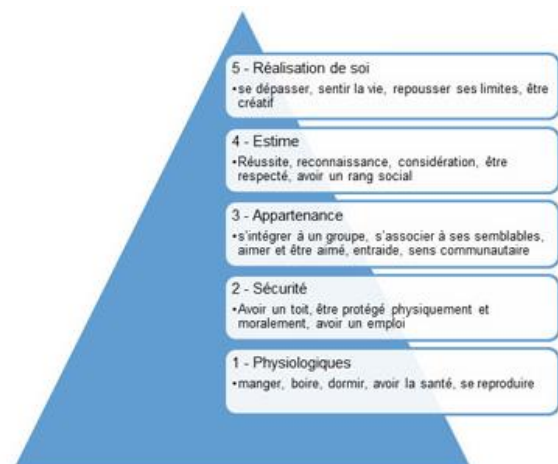 5 - Réalisation de soi
•se dépasser, sentir la vie, repousser ses limites, être
créatif
4 - Estime
•Réussite, reconnaissance, considération, être
respecté, avoir un rang social
3 - Appartenance
•s'intégrer à un groupe, s'associer à ses semblables,
aimer et être aimé, entraide, sens communautaire
2 - Sécurité
•Avoir un toit, être protégé physiquement et
moralement, avoir un emploi
1 - Physiologiques
•manger, boire, dormir, avoir la santé, se reproduire